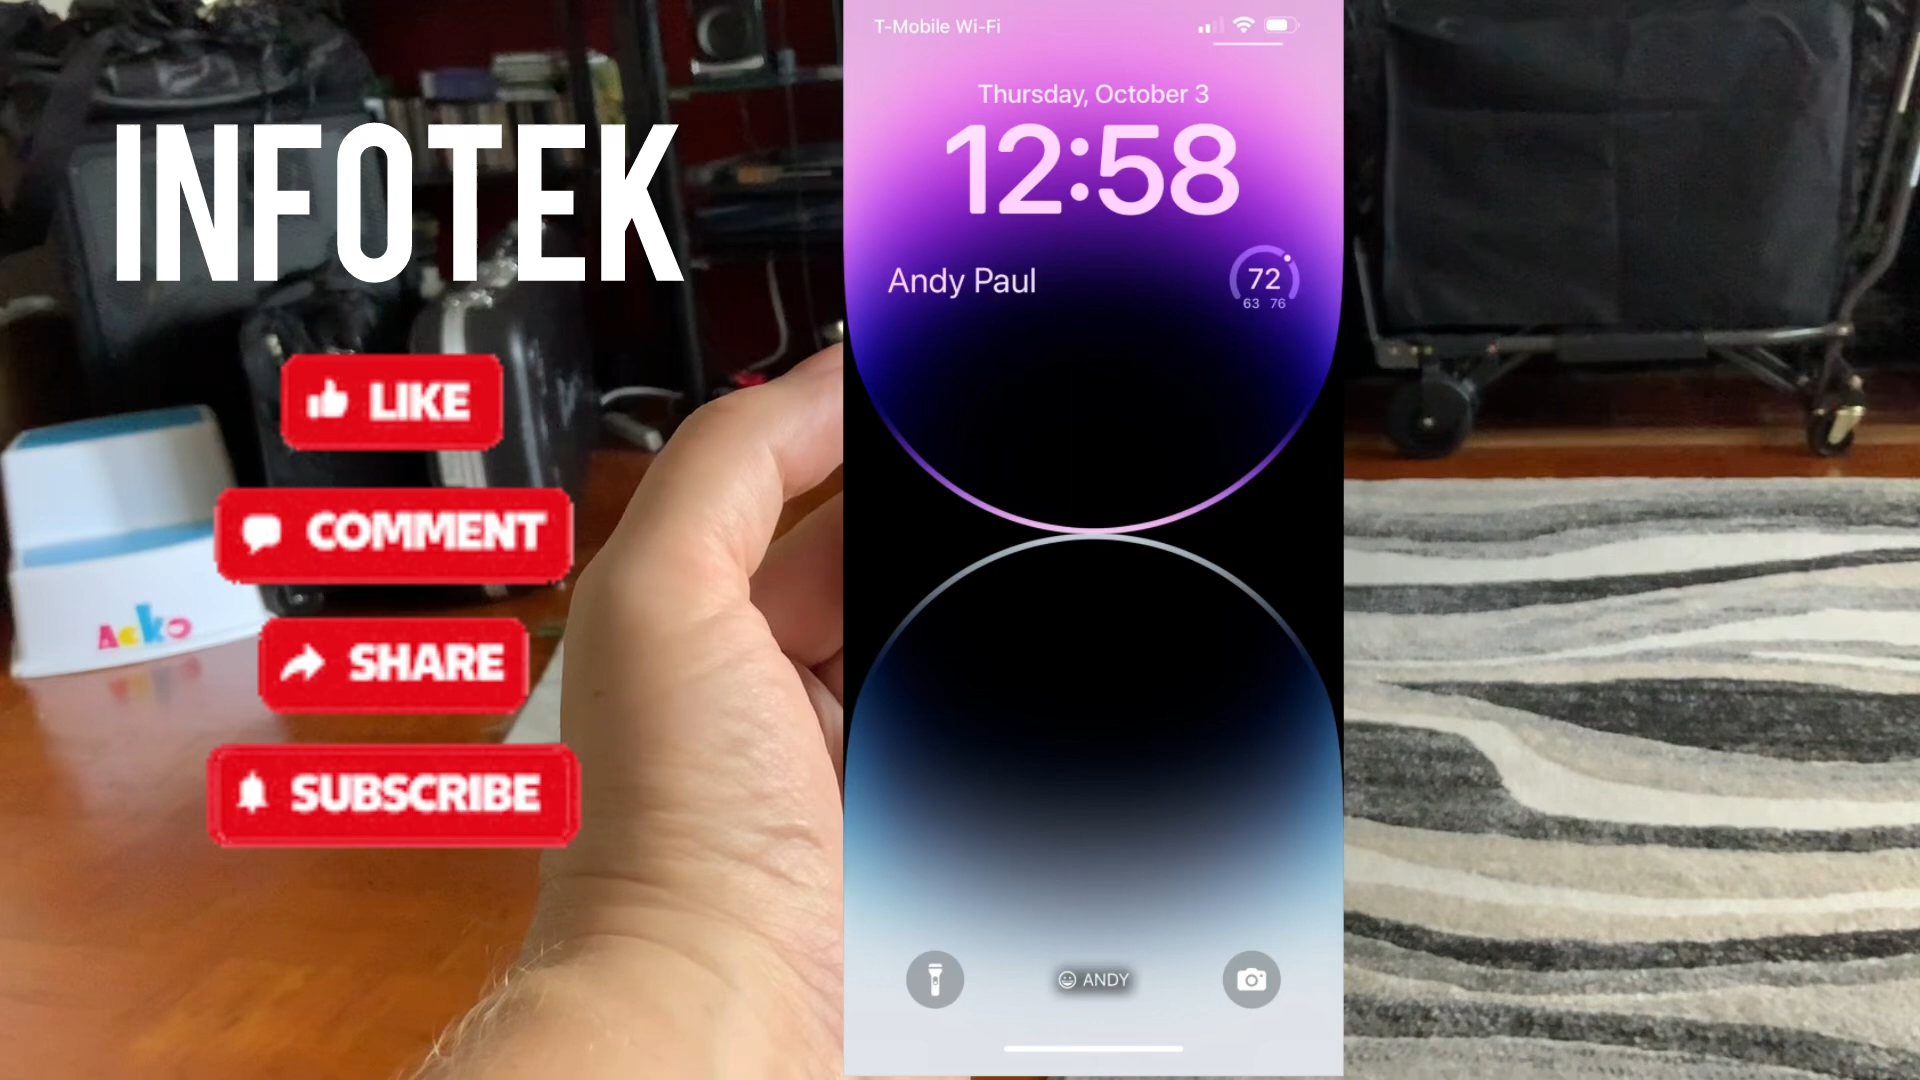 INFOTEK
LIKE
COMMENT
SHARE
SUBSCRIBE
Acko
T-Mobile Wi-Fi
Thursday, October 3
12:58
Andy Paul
72
63 76
ANDY